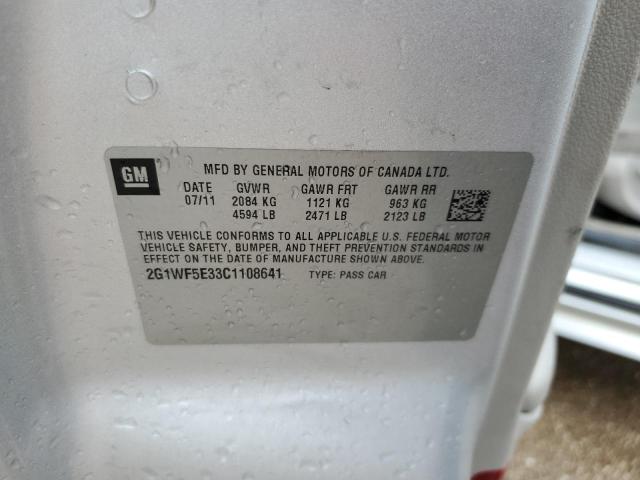 GM
MFD BY GENERAL MOTORS OF CANADA LTD.
DATE GVWR GAWR FRT GAWR RR
07/11 2084 KG 1121 KG 963 KG
4594 LB 2471 LB 2123 LB
THIS VEHICLE CONFORMS TO ALL APPLICABLE U.S. FEDERAL MOTOR
VEHICLE SAFETY, BUMPER, AND THEFT PREVENTION STANDARDS IN
EFFECT ON THE DATE OF MANUFACTURE SHOWN ABOVE.
2G1WF5E33C1108641 TYPE: PASS CAR